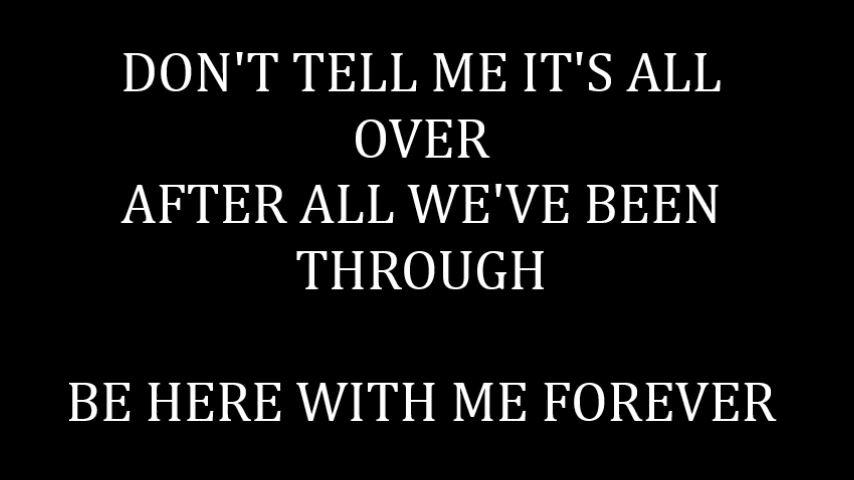 DON'T TELL ME IT'S ALL
OVER
AFTER ALL WE'VE BEEN
THROUGH
BE HERE WITH ME FOREVER